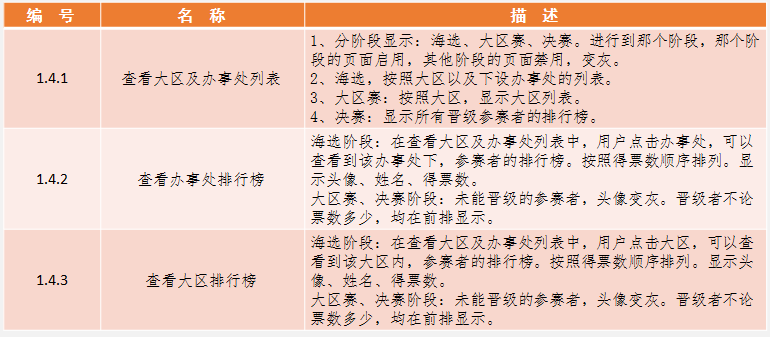 编 号 名 称 描 述
1.4.1 查看大区及办事处列表
1、分阶段显示：海选、大区赛、决赛。进行到那个阶段，那个阶
段的页面启用，其他阶段的页面禁用，变灰。
2、海选，按照大区以及下设办事处的列表。
3、大区赛：按照大区，显示大区列表。
4、决赛：显示所有晋级参赛者的排行榜。
1.4.2 查看办事处排行榜
海选阶段：在查看大区及办事处列表中，用户点击办事处，可以
查看到该办事处下，参赛者的排行榜。按照得票数顺序排列。显
示头像、姓名、得票数。
大区赛、决赛阶段：未能晋级的参赛者，头像变灰。晋级者不论
票数多少，均在前排显示。
1.4.3 查看大区排行榜
海选阶段：在查看大区及办事处列表中，用户点击大区，可以查
看到该大区内，参赛者的排行榜。按照得票数顺序排列。显示头
像、姓名、得票数。
大区赛、决赛阶段：未能晋级的参赛者，头像变灰。晋级者不论
票数多少，均在前排显示。